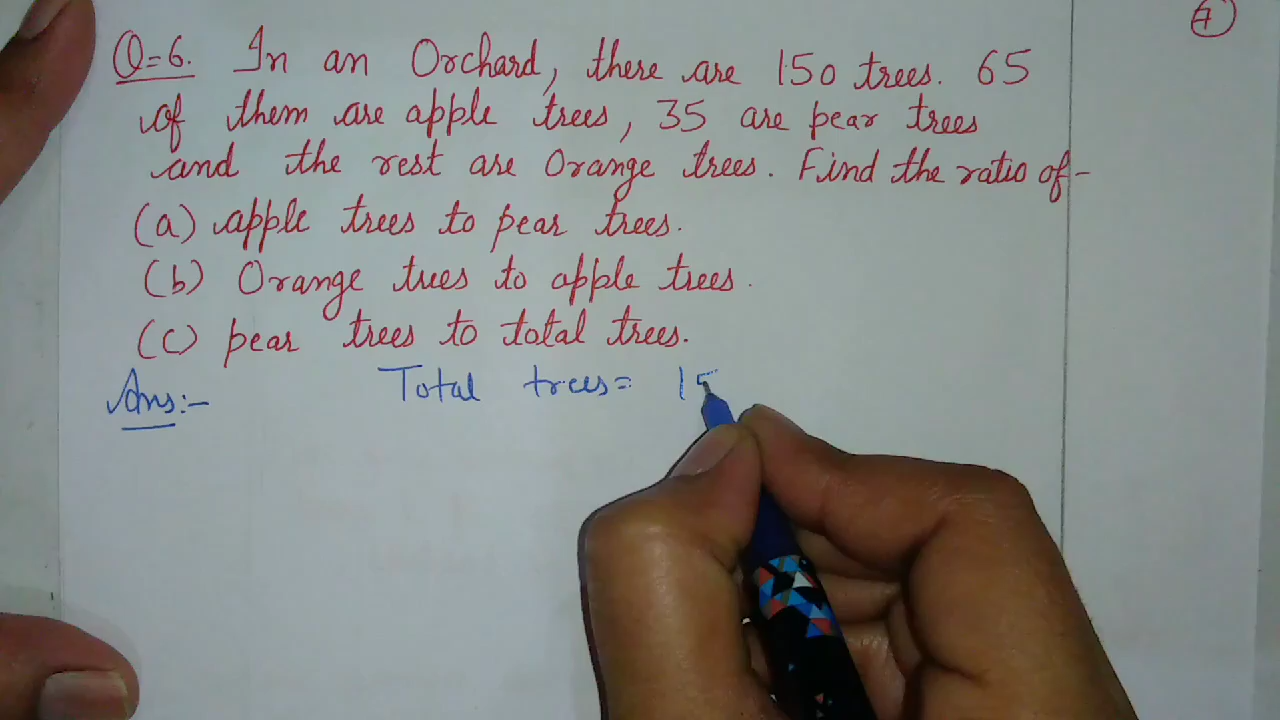 7
Q=6. In an Orchard, there are 150 trees. 65
of them are apple trees, 35 are pear trees
and the rest are Orange trees. Find the ratio of-
(a) apple trees to pear trees.
(b) Orange trees to apple trees.
(c) pear trees to total trees.
Ans:- Total trees= 15